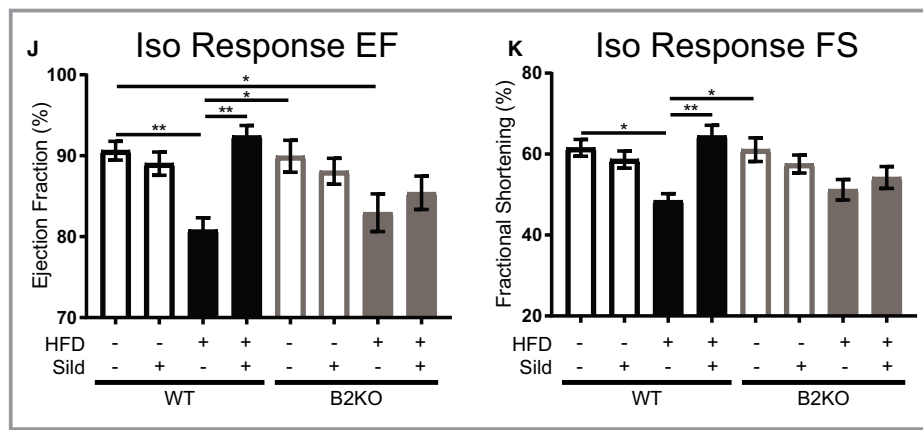 J Iso Response EF
Ejection Fraction (%)
100
90
80
70
*
*
**
**
HFD - - + + - - + +
Sild - + - + - + - +
WT B2KO
K Iso Response FS
Fractional Shortening (%)
80
60
40
20
*
*
**
HFD - - + + - - + +
Sild - + - + - + - +
WT B2KO